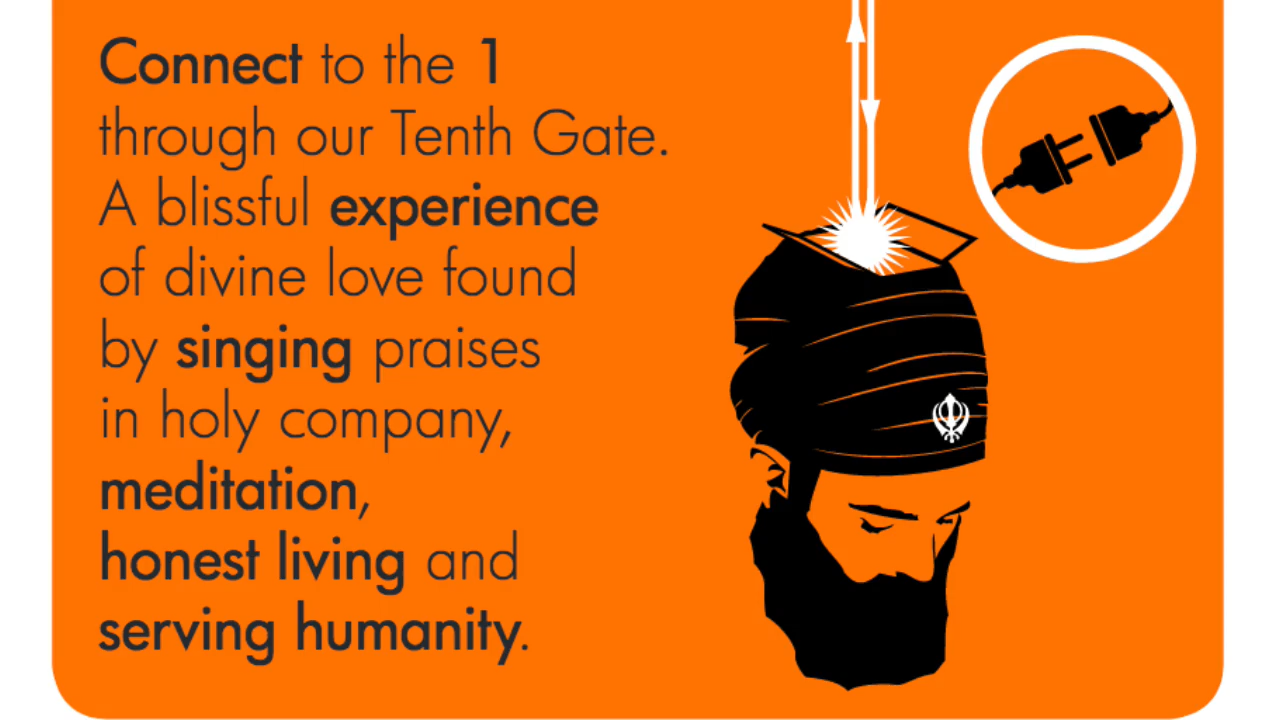 Connect to the 1
through our Tenth Gate.
A blissful experience
of divine love found
by singing praises
in holy company,
meditation,
honest living and
serving humanity.